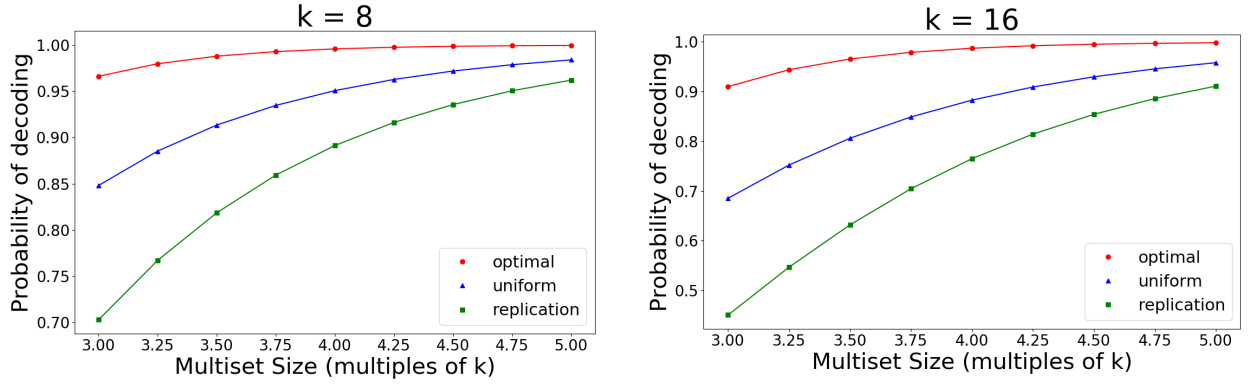 k = 8
Probability of decoding
1.00
0.95
0.90
0.85
0.80
0.75
0.70
3.00 3.25 3.50 3.75 4.00 4.25 4.50 4.75 5.00
Multiset Size (multiples of k)
optimal
uniform
replication
k = 16
Probability of decoding
1.0
0.9
0.8
0.7
0.6
0.5
3.00 3.25 3.50 3.75 4.00 4.25 4.50 4.75 5.00
Multiset Size (multiples of k)
optimal
uniform
replication